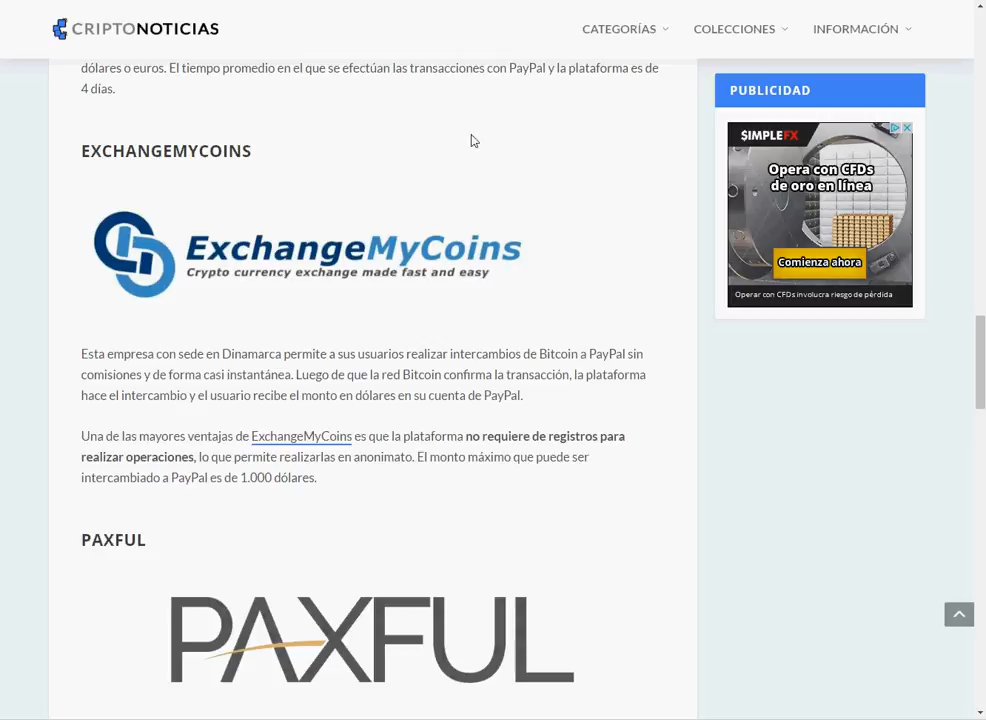 CRIPTONOTICIAS
CATEGORÍAS
COLECCIONES
INFORMACIÓN
dólares o euros. El tiempo promedio en el que se efectúan las transacciones con PayPal y la plataforma es de
4 días.
EXCHANGEMYCOINS
ExchangeMyCoins
Crypto currency exchange made fast and easy
Esta empresa con sede en Dinamarca permite a sus usuarios realizar intercambios de Bitcoin a PayPal sin
comisiones y de forma casi instantánea. Luego de que la red Bitcoin confirma la transacción, la plataforma
hace el intercambio y el usuario recibe el monto en dólares en su cuenta de PayPal.
Una de las mayores ventajas de ExchangeMyCoins es que la plataforma no requiere de registros para
realizar operaciones, lo que permite realizarlas en anonimato. El monto máximo que puede ser
intercambiado a PayPal es de 1.000 dólares.
PAXFUL
PAXFUL
PUBLICIDAD
SIMPLEFX
Opera con CFDs
de oro en línea
Comienza ahora
Operar con CFDs involucra riesgo de pérdida